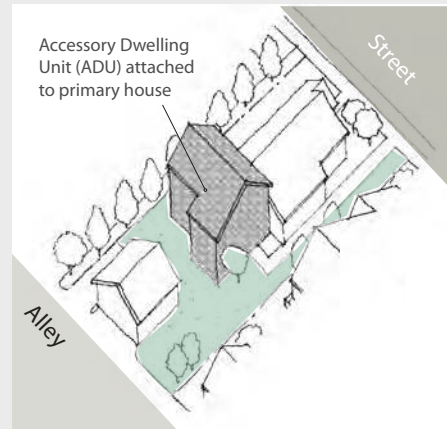 Accessory Dwelling
Unit (ADU) attached
to primary house
Street
Alley